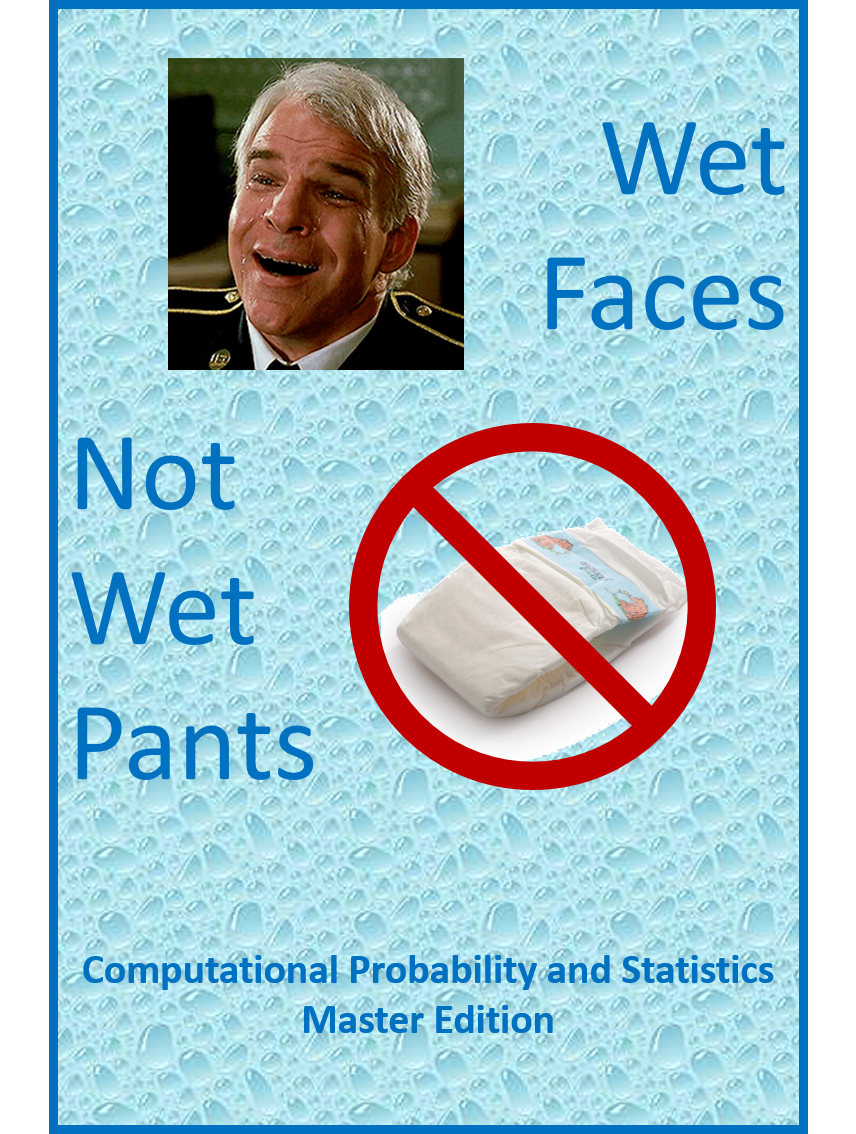 Wet
Faces
Not
Wet
Pants
Computational Probability and Statistics
Master Edition